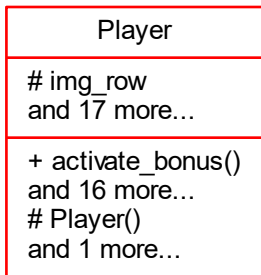 Player
# img_row
and 17 more...
+ activate_bonus()
and 16 more...
# Player()
and 1 more...